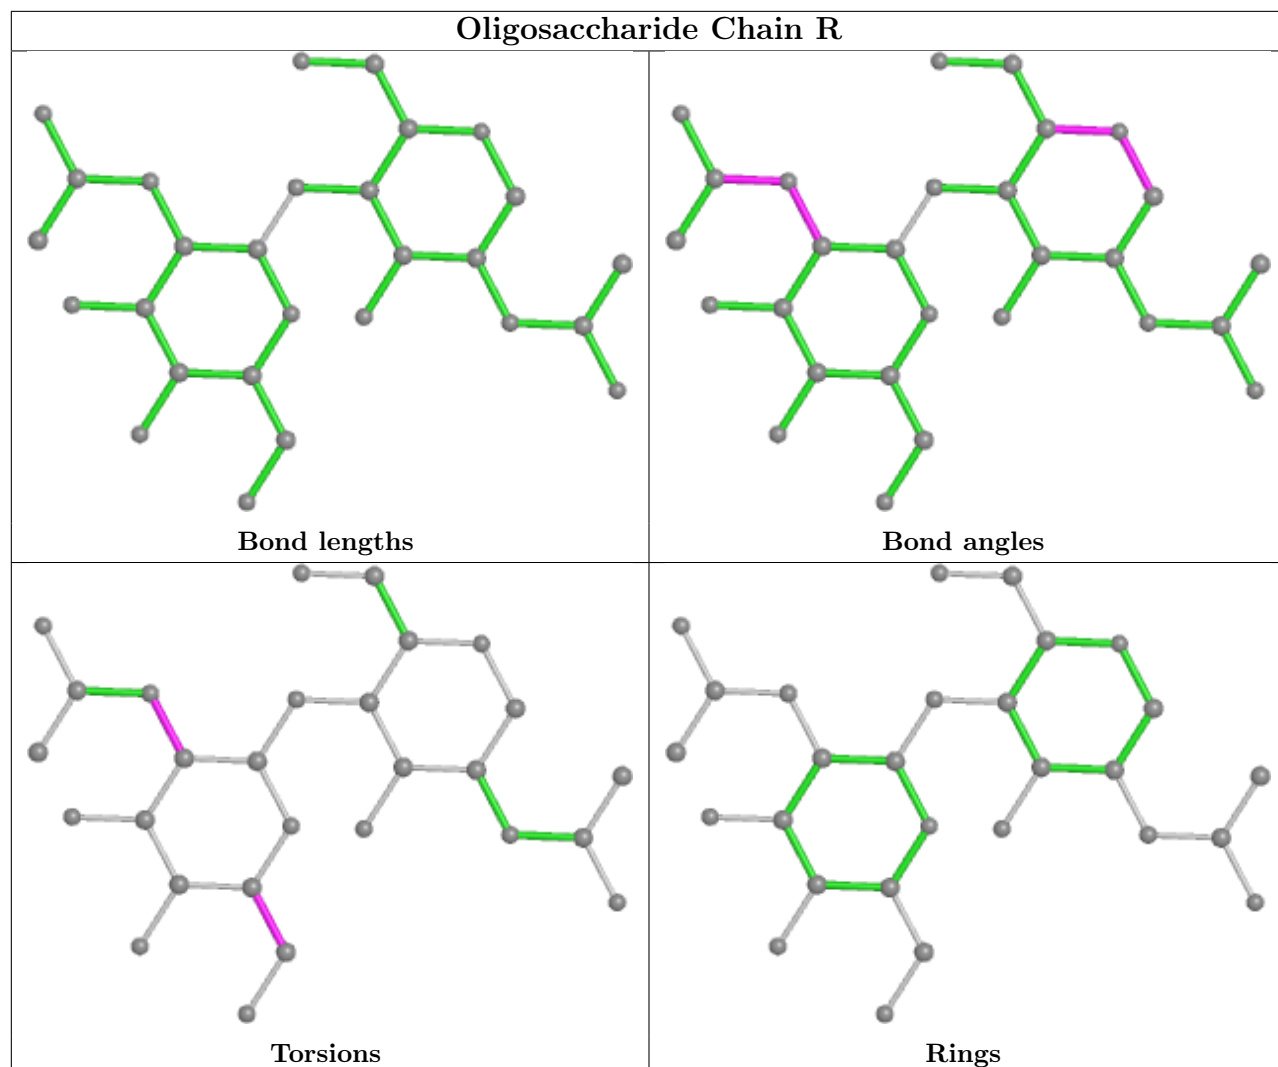 Oligosaccharide Chain R
Bond lengths
Bond angles
Torsions
Rings